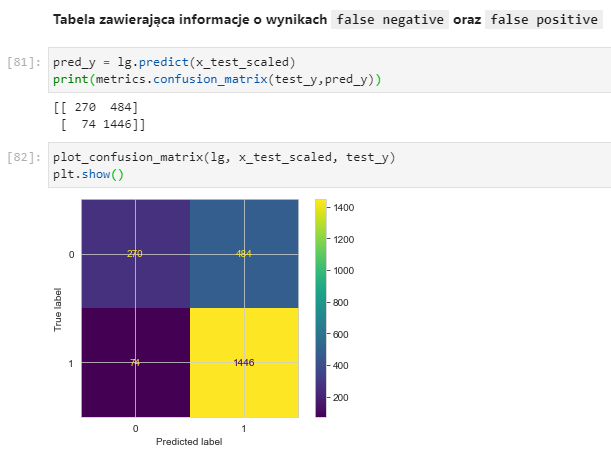 Tabela zawierająca informacje o wynikach false negative oraz false positive
[81]: pred_y = lg.predict(x_test_scaled)
print(metrics.confusion_matrix(test_y,pred_y))
[[ 270  484]
 [  74 1446]]
[82]: plot_confusion_matrix(lg, x_test_scaled, test_y)
plt.show()
1400
1200
1000
800
600
400
200
True label
0
270
484
1
74
1446
0
1
Predicted label